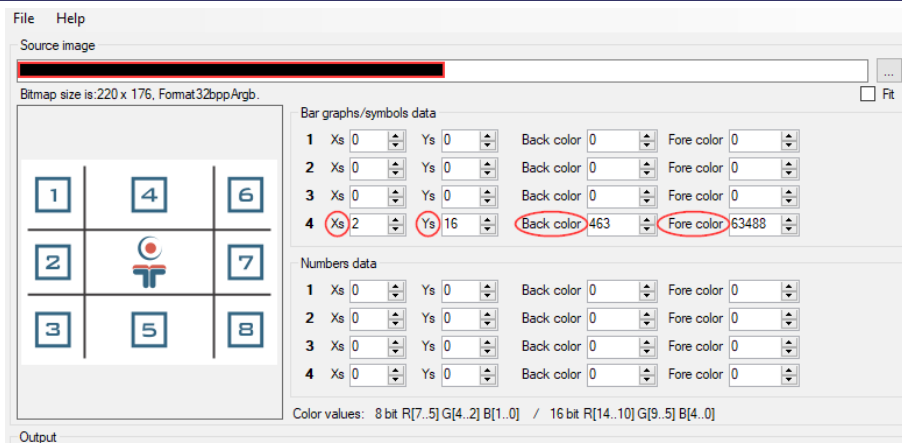 File Help
Source image
...
Bitmap size is:220 x 176, Format32bppArgb.
Fit
Bar graphs/symbols data
1 Xs 0 Ys 0 Back color 0 Fore color 0
2 Xs 0 Ys 0 Back color 0 Fore color 0
3 Xs 0 Ys 0 Back color 0 Fore color 0
4 Xs 2 Ys 16 Back color 463 Fore color 63488
1 4 6
2 7
3 5 8
Numbers data
1 Xs 0 Ys 0 Back color 0 Fore color 0
2 Xs 0 Ys 0 Back color 0 Fore color 0
3 Xs 0 Ys 0 Back color 0 Fore color 0
4 Xs 0 Ys 0 Back color 0 Fore color 0
Color values: 8 bit R[7..5] G[4..2] B[1..0] / 16 bit R[14..10] G[9..5] B[4..0]
Output